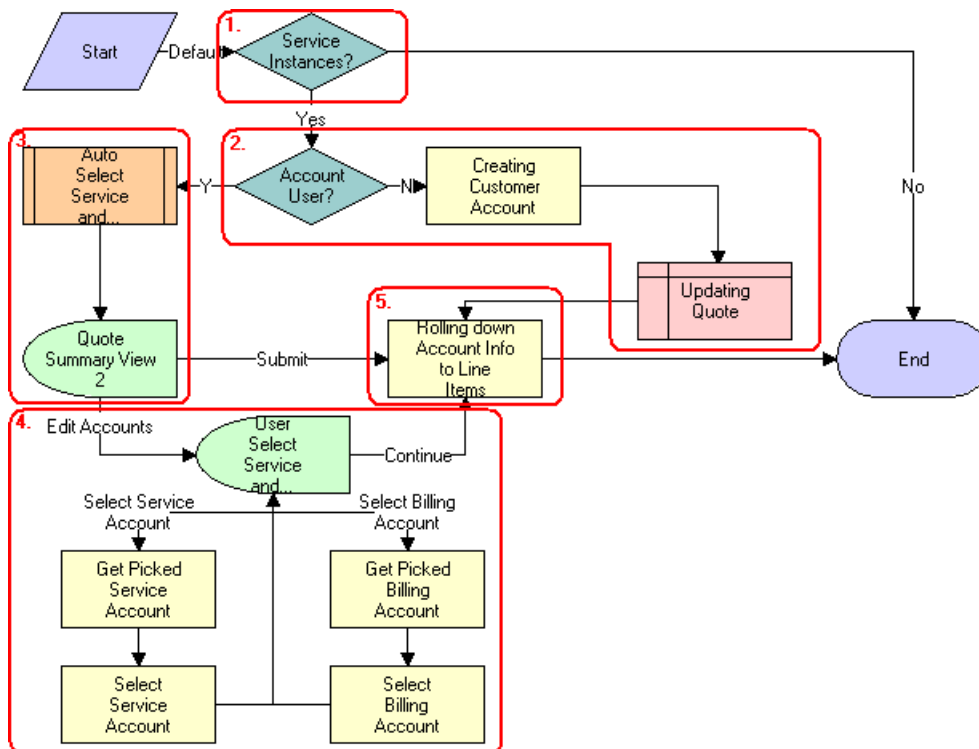 1.
Start
Default
Service
Instances?
Yes
No
3.
Auto
Select
Service
and...
Y
2.
Account
User?
N
Creating
Customer
Account
Updating
Quote
Quote
Summary View
2
Submit
5.
Rolling down
Account Info
to Line
Items
End
4.
Edit Accounts
User
Select
Service
and...
Continue
Select Service
Account
Select Billing
Account
Get Picked
Service
Account
Get Picked
Billing
Account
Select
Service
Account
Select
Billing
Account